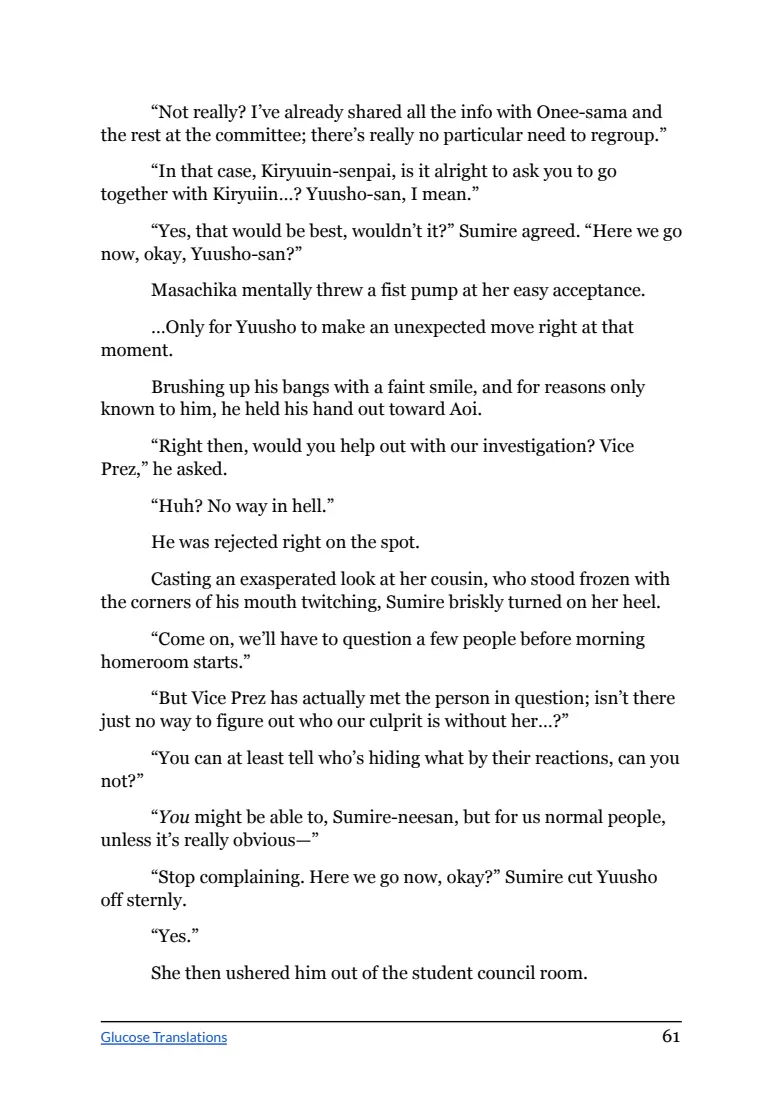 “Not really? I’ve already shared all the info with Onee-sama and
the rest at the committee; there’s really no particular need to regroup.”
“In that case, Kiryuuin-senpai, is it alright to ask you to go
together with Kiryuiin...? Yuusho-san, I mean.”
“Yes, that would be best, wouldn’t it?” Sumire agreed. “Here we go
now, okay, Yuusho-san?”
Masachika mentally threw a fist pump at her easy acceptance.
...Only for Yuusho to make an unexpected move right at that
moment.
Brushing up his bangs with a faint smile, and for reasons only
known to him, he held his hand out toward Aoi.
“Right then, would you help out with our investigation? Vice
Prez,” he asked.
“Huh? No way in hell.”
He was rejected right on the spot.
Casting an exasperated look at her cousin, who stood frozen with
the corners of his mouth twitching, Sumire briskly turned on her heel.
“Come on, we’ll have to question a few people before morning
homeroom starts.”
“But Vice Prez has actually met the person in question; isn’t there
just no way to figure out who our culprit is without her...?”
“You can at least tell who’s hiding what by their reactions, can you
not?”
“You might be able to, Sumire-neesan, but for us normal people,
unless it’s really obvious—”
“Stop complaining. Here we go now, okay?” Sumire cut Yuusho
off sternly.
“Yes.”
She then ushered him out of the student council room.
Glucose Translations
61